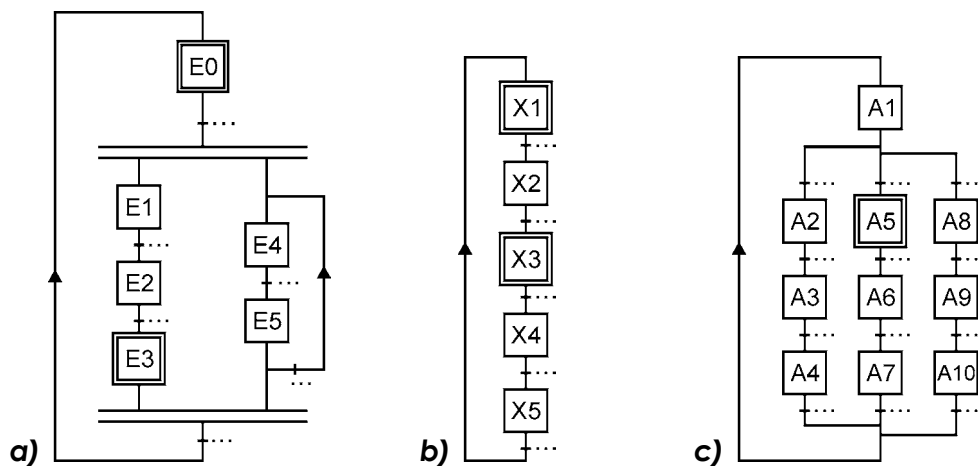 E0
....
E1
....
E2
....
E3
E4
....
E5
...
....
a)
X1
....
X2
....
X3
....
X4
....
X5
....
b)
A1
.... .... ....
A2 A5 A8
.... .... ....
A3 A6 A9
.... .... ....
A4 A7 A10
.... .... ....
c)